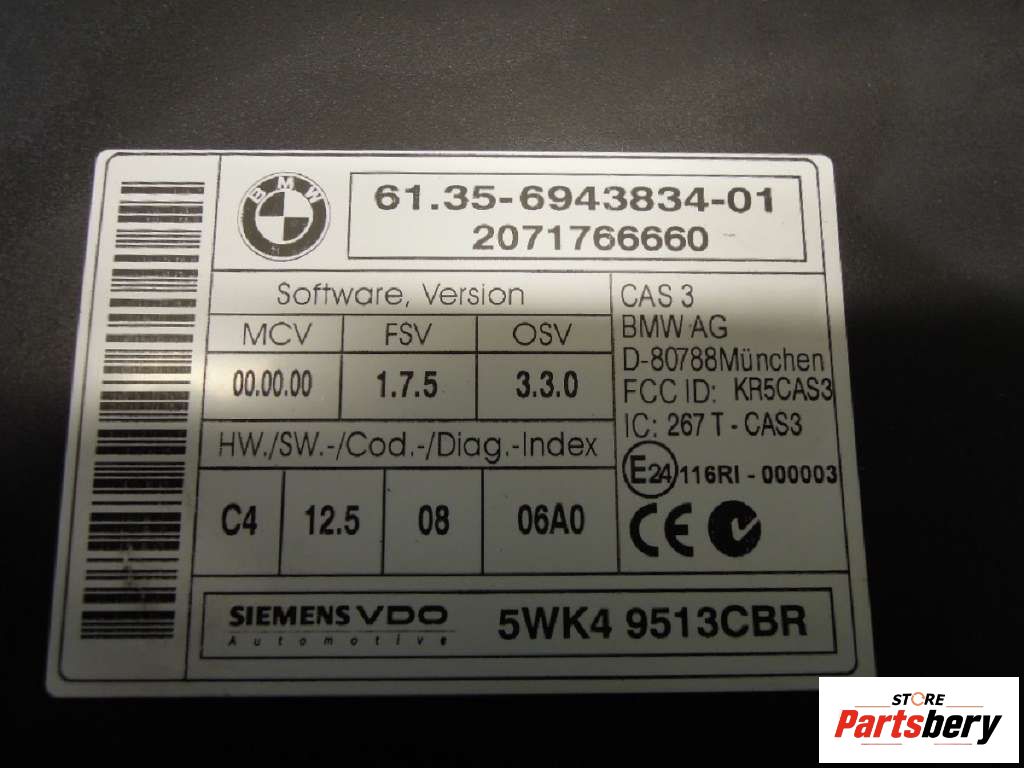 BMW
61.35-6943834-01
2071766660
Software, Version
MCV FSV OSV
00.00.00 1.7.5 3.3.0
HW./SW.-/Cod.-/Diag.-Index
C4 12.5 08 06A0
CAS 3
BMW AG
D-80788 München
FCC ID: KR5CAS3
IC: 267 T - CAS3
E24 116RI - 000003
CE
SIEMENS VDO
Automotive
5WK4 9513CBR
STORE
Partsbery